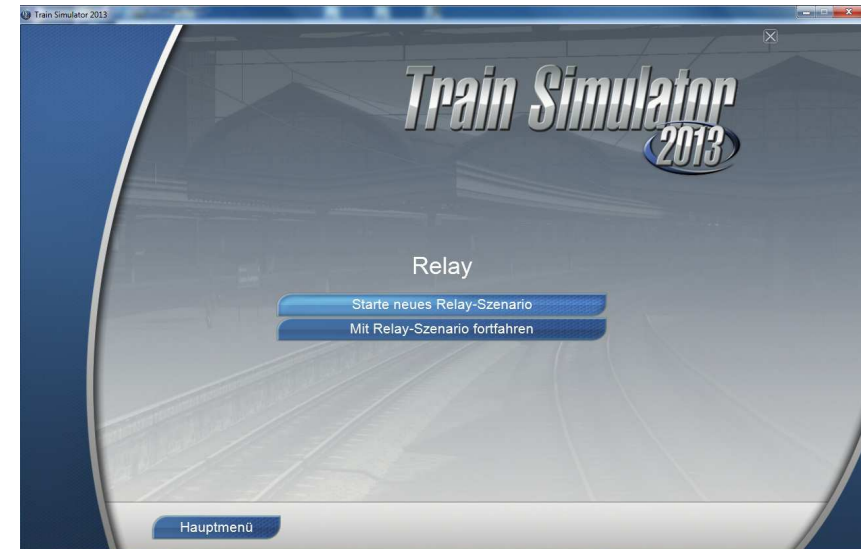 Train Simulator 2013
Train Simulator
2013
Relay
Starte neues Relay-Szenario
Mit Relay-Szenario fortfahren
Hauptmenü